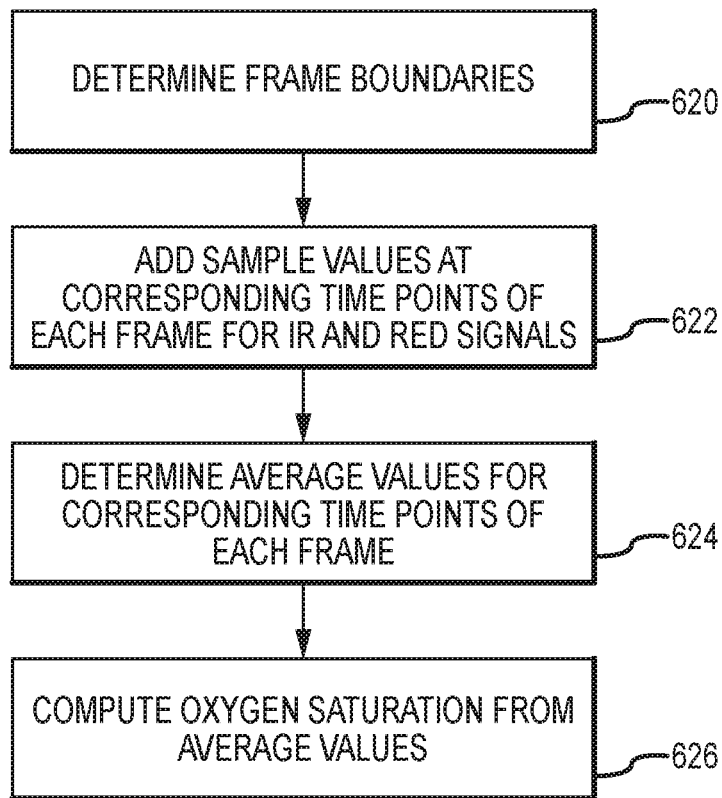 DETERMINE FRAME BOUNDARIES
620
ADD SAMPLE VALUES AT
CORRESPONDING TIME POINTS OF
EACH FRAME FOR IR AND RED SIGNALS
622
DETERMINE AVERAGE VALUES FOR
CORRESPONDING TIME POINTS OF
EACH FRAME
624
COMPUTE OXYGEN SATURATION FROM
AVERAGE VALUES
626